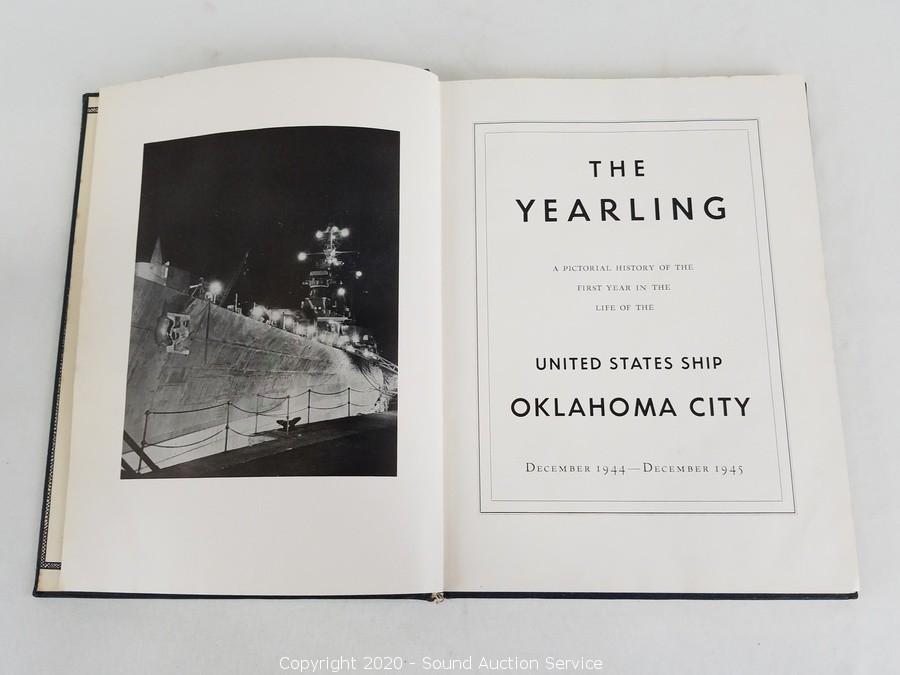 THE
YEARLING
A PICTORIAL HISTORY OF THE
FIRST YEAR IN THE
LIFE OF THE
UNITED STATES SHIP
OKLAHOMA CITY
DECEMBER 1944—DECEMBER 1945
Copyright 2020 - Sound Auction Service